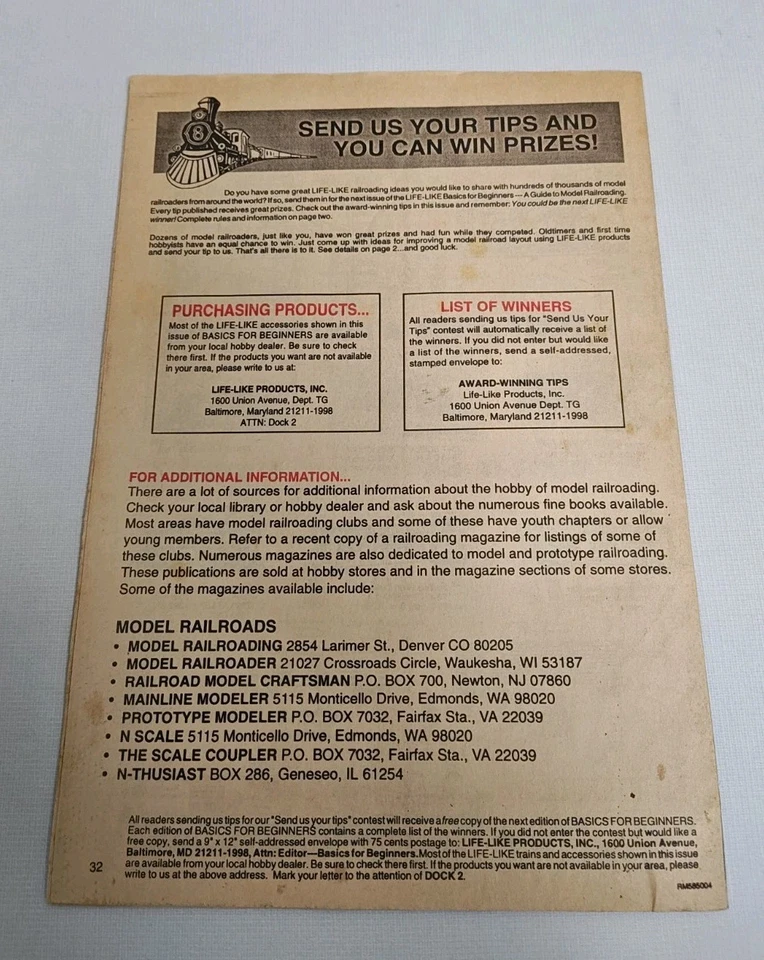 8
SEND US YOUR TIPS AND
YOU CAN WIN PRIZES!
Do you have some great LIFE-LIKE railroading ideas you would like to share with hundreds of thousands of model
railroaders from around the world? If so, send them in for the next issue of the LIFE-LIKE Basics for Beginners — A Guide to Model Railroading.
Every tip published receives great prizes. Check out the award-winning tips in this issue and remember: You could be the next LIFE-LIKE
winner! Complete rules and information on page two.
Dozens of model railroaders, just like you, have won great prizes and had fun while they competed. Oldtimers and first time
hobbyists have an equal chance to win. Just come up with ideas for improving a model railroad layout using LIFE-LIKE products
and send your tip to us. That's all there is to it. See details on page 2...and good luck.
PURCHASING PRODUCTS...
Most of the LIFE-LIKE accessories shown in this
issue of BASICS FOR BEGINNERS are available
from your local hobby dealer. Be sure to check
there first. If the products you want are not available
in your area, please write to us at:
LIFE-LIKE PRODUCTS, INC.
1600 Union Avenue, Dept. TG
Baltimore, Maryland 21211-1998
ATTN: Dock 2
LIST OF WINNERS
All readers sending us tips for "Send Us Your
Tips" contest will automatically receive a list of
the winners. If you did not enter but would like
a list of the winners, send a self-addressed,
stamped envelope to:
AWARD-WINNING TIPS
Life-Like Products, Inc.
1600 Union Avenue Dept. TG
Baltimore, Maryland 21211-1998
FOR ADDITIONAL INFORMATION...
There are a lot of sources for additional information about the hobby of model railroading.
Check your local library or hobby dealer and ask about the numerous fine books available.
Most areas have model railroading clubs and some of these have youth chapters or allow
young members. Refer to a recent copy of a railroading magazine for listings of some of
these clubs. Numerous magazines are also dedicated to model and prototype railroading.
These publications are sold at hobby stores and in the magazine sections of some stores.
Some of the magazines available include:
MODEL RAILROADS
• MODEL RAILROADING 2854 Larimer St., Denver CO 80205
• MODEL RAILROADER 21027 Crossroads Circle, Waukesha, WI 53187
• RAILROAD MODEL CRAFTSMAN P.O. BOX 700, Newton, NJ 07860
• MAINLINE MODELER 5115 Monticello Drive, Edmonds, WA 98020
• PROTOTYPE MODELER P.O. BOX 7032, Fairfax Sta., VA 22039
• N SCALE 5115 Monticello Drive, Edmonds, WA 98020
• THE SCALE COUPLER P.O. BOX 7032, Fairfax Sta., VA 22039
• N-THUSIAST BOX 286, Geneseo, IL 61254
All readers sending us tips for our "Send us your tips" contest will receive a free copy of the next edition of BASICS FOR BEGINNERS.
Each edition of BASICS FOR BEGINNERS contains a complete list of the winners. If you did not enter the contest but would like a
free copy, send a 9" x 12" self-addressed envelope with 75 cents postage to: LIFE-LIKE PRODUCTS, INC., 1600 Union Avenue,
Baltimore, MD 21211-1998, Attn: Editor—Basics for Beginners. Most of the LIFE-LIKE trains and accessories shown in this issue
are available from your local hobby dealer. Be sure to check there first. If the products you want are not available in your area, please
write to us at the above address. Mark your letter to the attention of DOCK 2.
32
RM585004